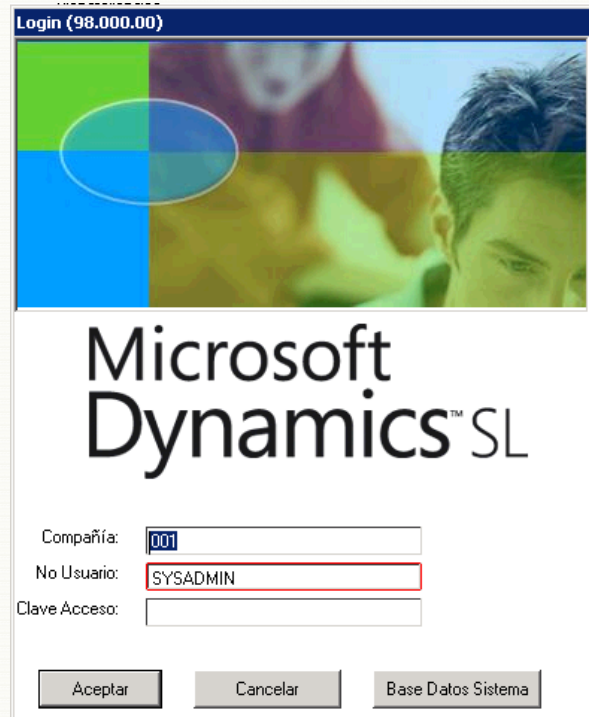 Login (98.000.00)
Microsoft
Dynamics™ SL
Compañía: 001
No Usuario: SYSADMIN
Clave Acceso:
Aceptar Cancelar Base Datos Sistema